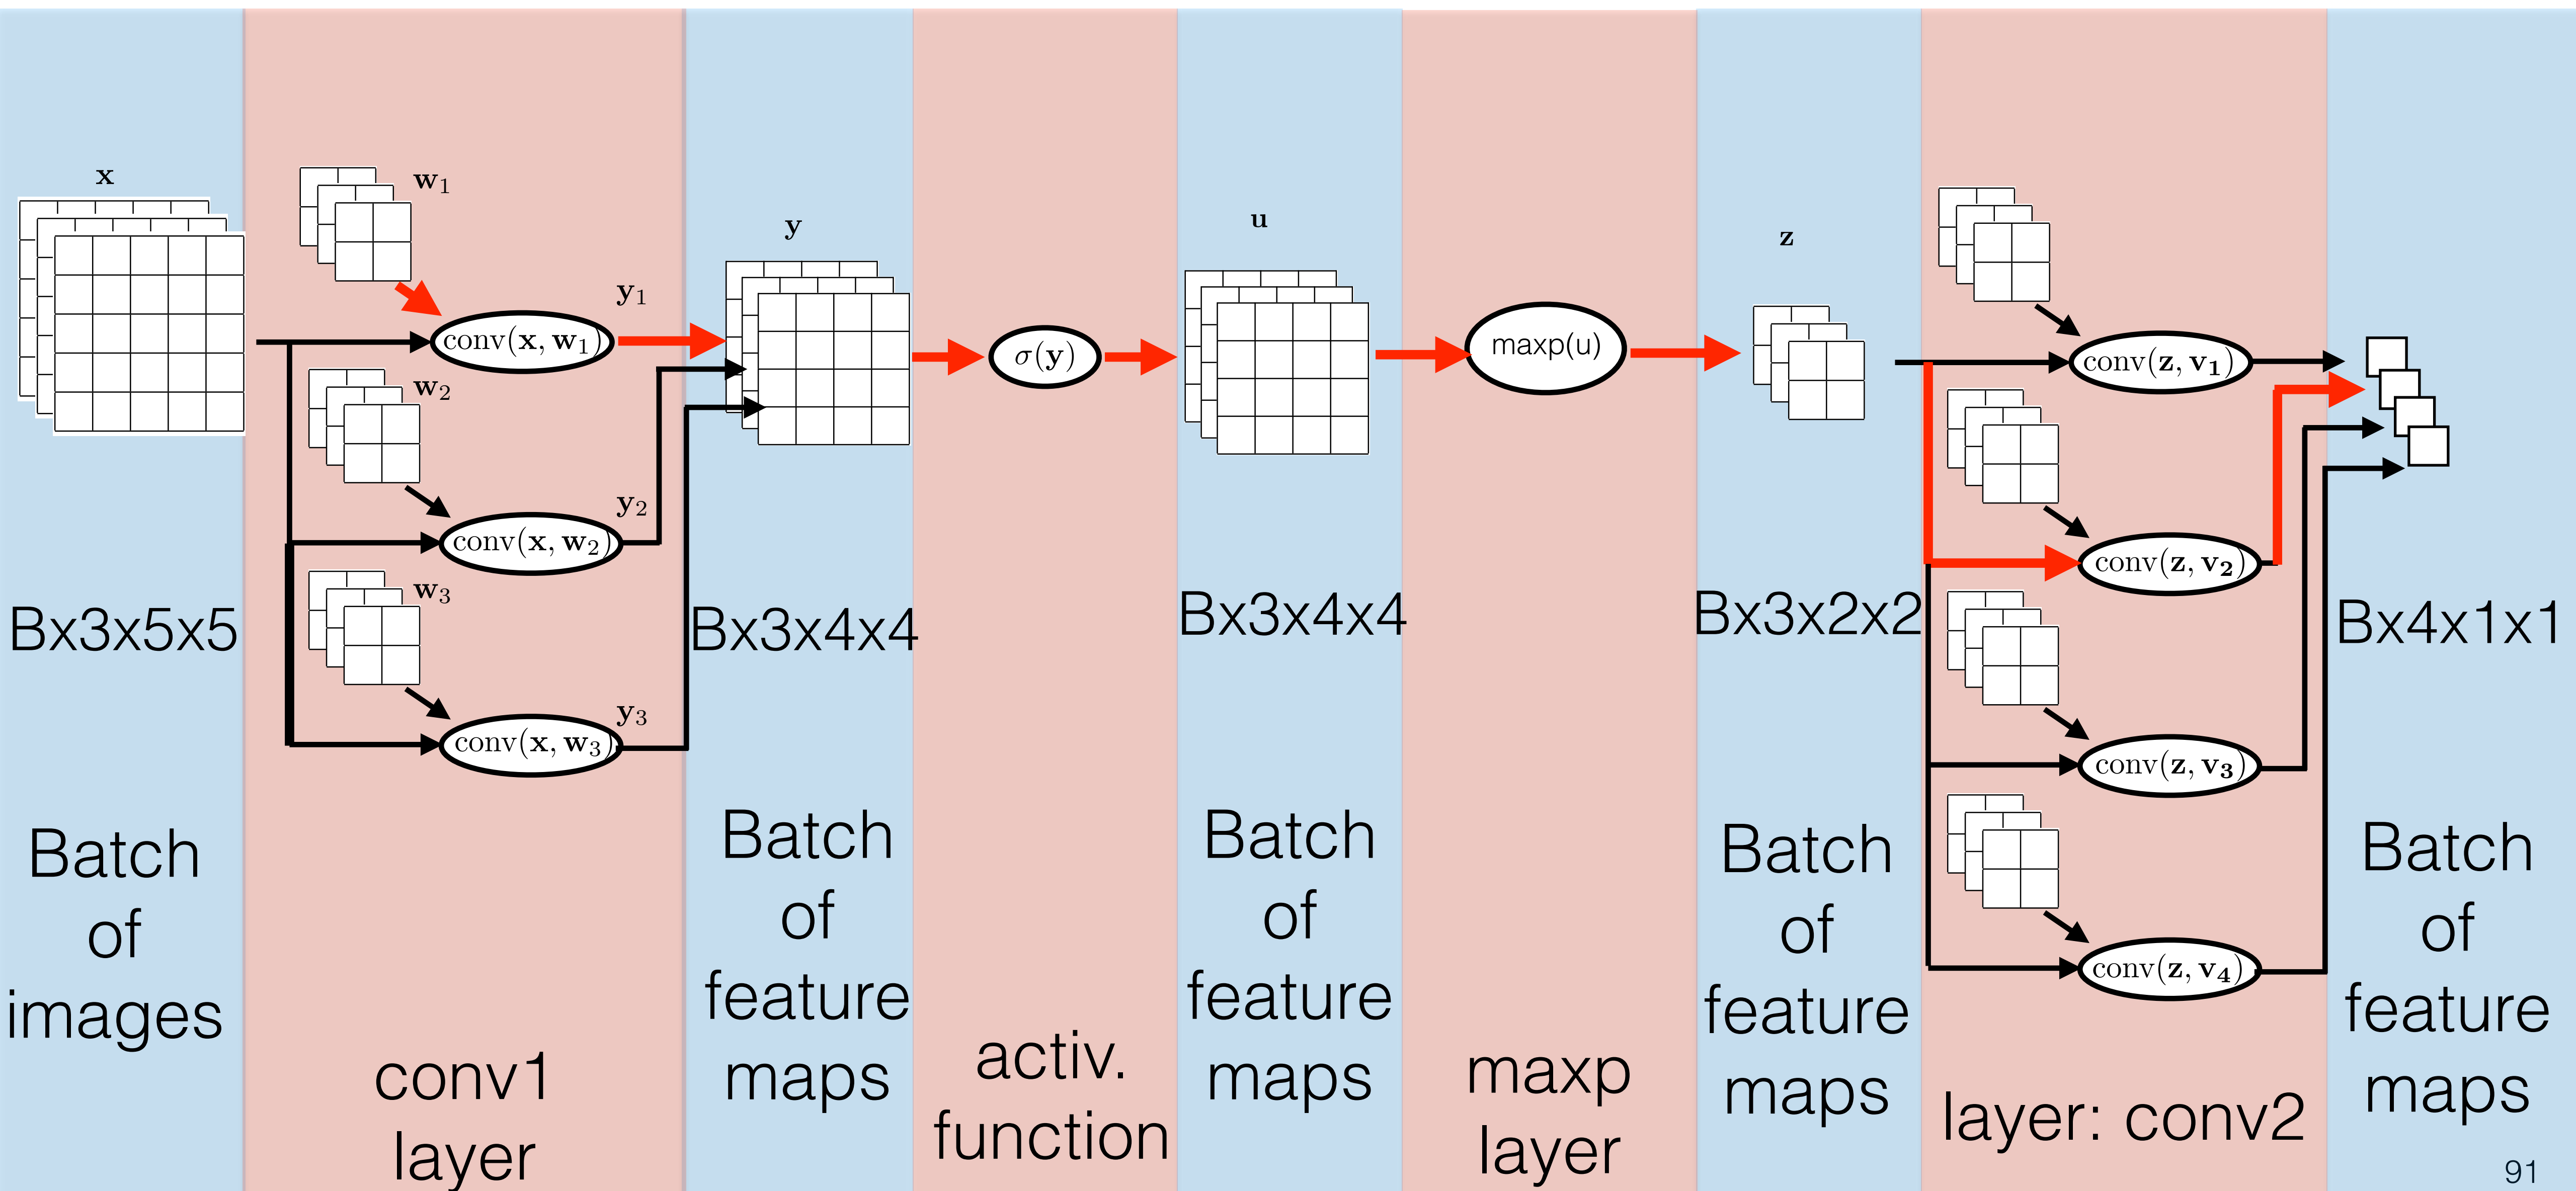 x
w₁
y₁
conv(x, w₁)
w₂
y₂
conv(x, w₂)
w₃
y₃
conv(x, w₃)
y
σ(y)
u
maxp(u)
z
conv(z, v₁)
conv(z, v₂)
conv(z, v₃)
conv(z, v₄)
Bx3x5x5
Bx3x4x4
Bx3x4x4
Bx3x2x2
Bx4x1x1
Batch
of
images
conv1
layer
Batch
of
feature
maps
activ.
function
Batch
of
feature
maps
maxp
layer
Batch
of
feature
maps
layer: conv2
Batch
of
feature
maps
91